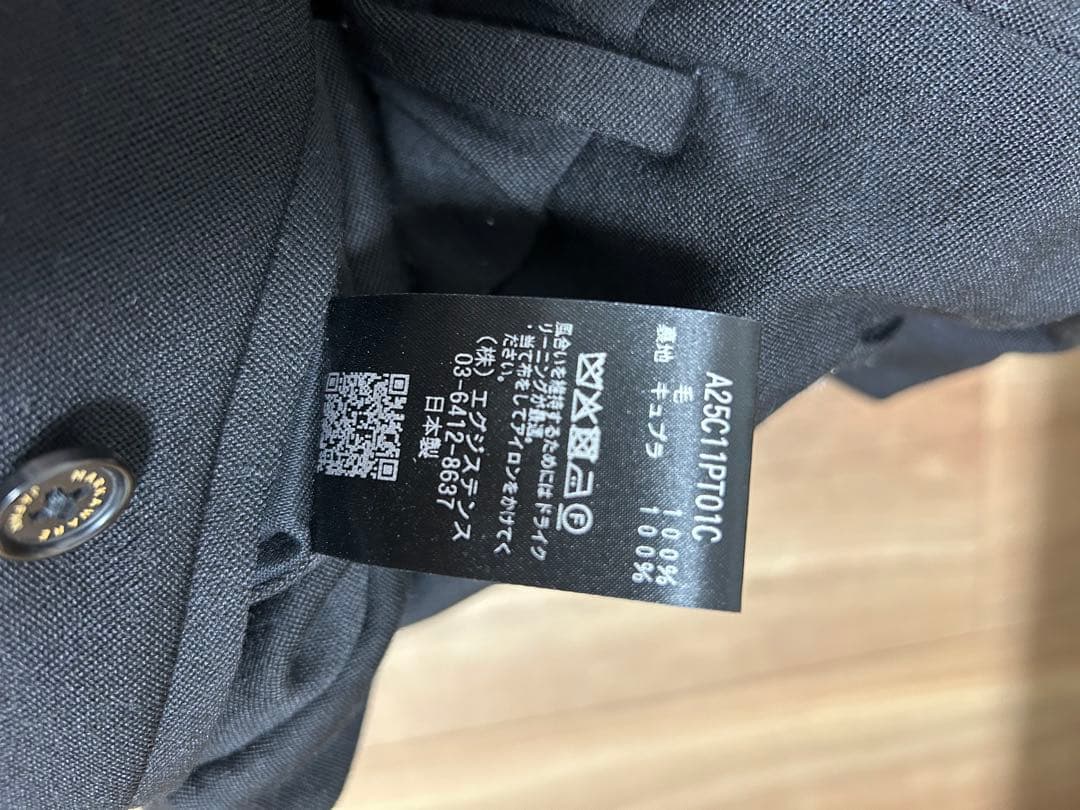 A25C11PT01C
毛 100%
裏地 キュプラ 100%
風合いを維持するためにはドライク
リーニングが最適。
当て布をしてアイロンをかけてく
ださい。
(株) エグジステンス
03-6412-8637
日本製
MARKAWARE